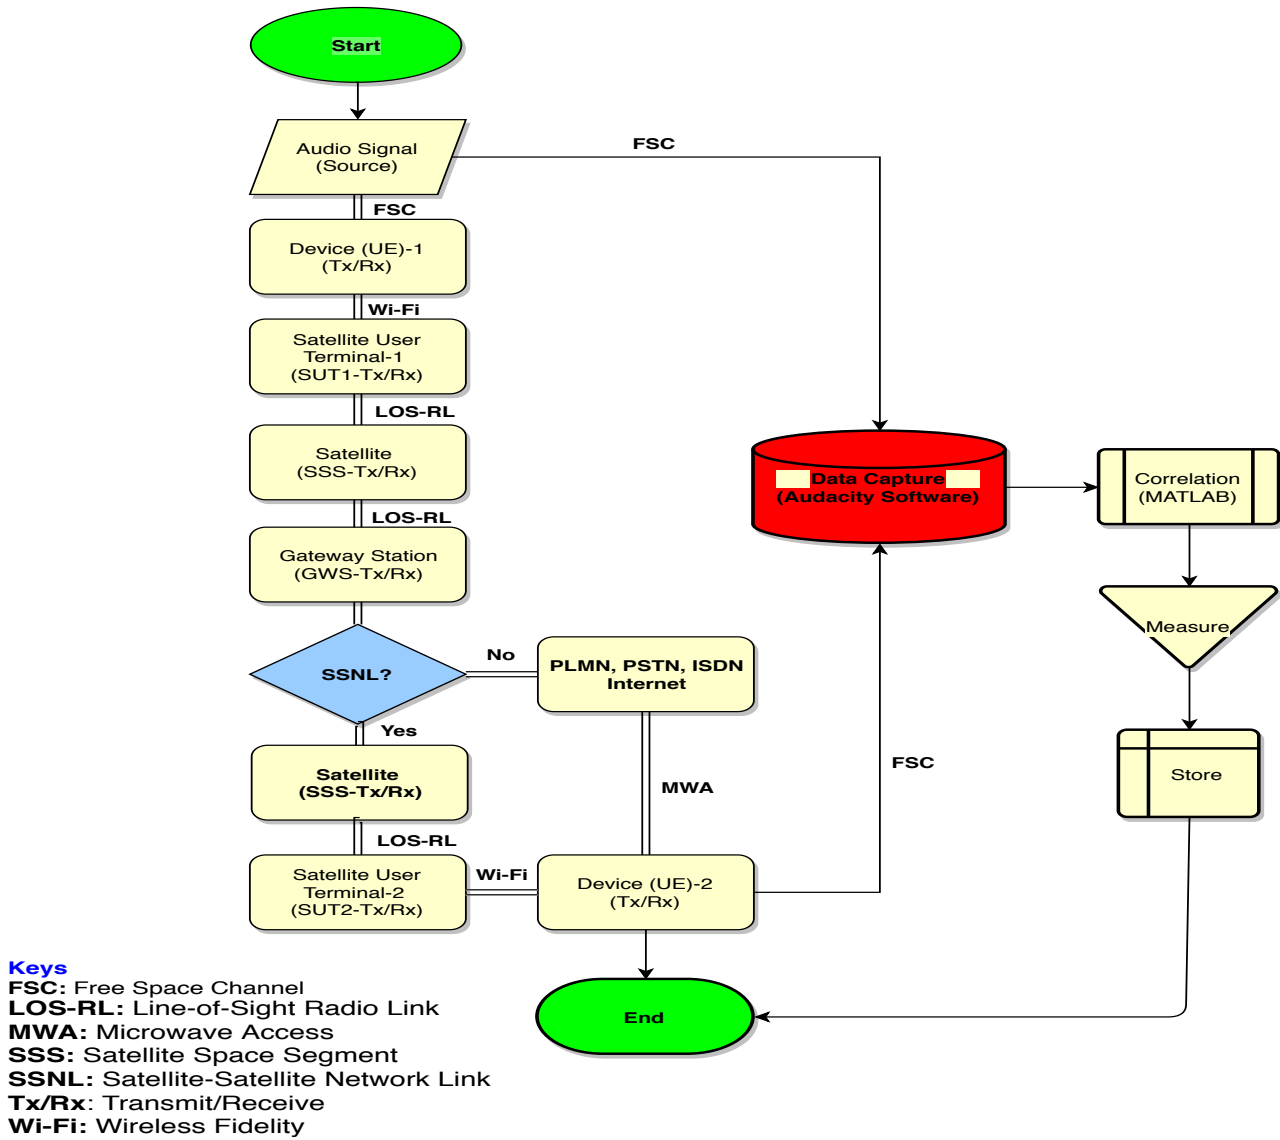 Start
Audio Signal
(Source)
FSC
FSC
Device (UE)-1
(Tx/Rx)
Wi-Fi
Satellite User
Terminal-1
(SUT1-Tx/Rx)
LOS-RL
Satellite
(SSS-Tx/Rx)
LOS-RL
Gateway Station
(GWS-Tx/Rx)
SSNL?
No
PLMN, PSTN, ISDN
Internet
Yes
Satellite
(SSS-Tx/Rx)
MWA
LOS-RL
Satellite User
Terminal-2
(SUT2-Tx/Rx)
Wi-Fi
Device (UE)-2
(Tx/Rx)
FSC
Data Capture
(Audacity Software)
Correlation
(MATLAB)
Measure
Store
End
Keys
FSC: Free Space Channel
LOS-RL: Line-of-Sight Radio Link
MWA: Microwave Access
SSS: Satellite Space Segment
SSNL: Satellite-Satellite Network Link
Tx/Rx: Transmit/Receive
Wi-Fi: Wireless Fidelity